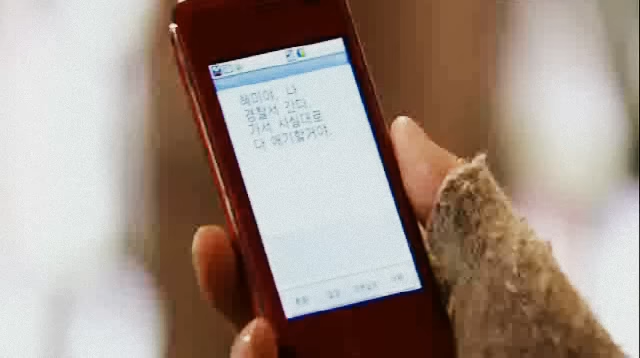 혜미야, 나
경찰서 간다.
가서 사실대로
다 얘기할거야.